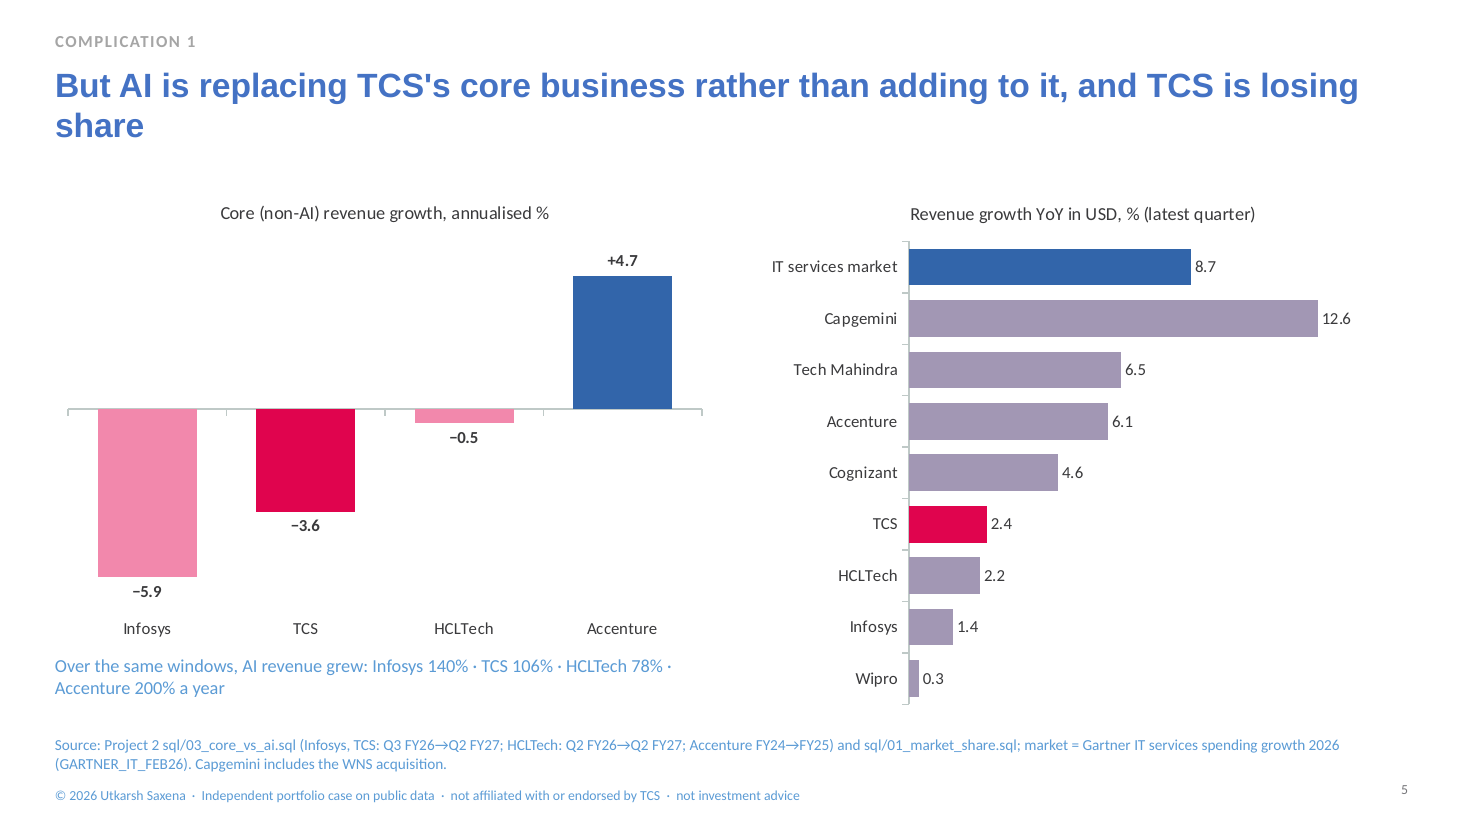 COMPLICATION 1
But AI is replacing TCS's core business rather than adding to it, and TCS is losing
share
Core (non-AI) revenue growth, annualised %
+4.7
−0.5
−3.6
−5.9
Infosys
TCS
HCLTech
Accenture
Over the same windows, AI revenue grew: Infosys 140% · TCS 106% · HCLTech 78% ·
Accenture 200% a year
Revenue growth YoY in USD, % (latest quarter)
IT services market 8.7
Capgemini 12.6
Tech Mahindra 6.5
Accenture 6.1
Cognizant 4.6
TCS 2.4
HCLTech 2.2
Infosys 1.4
Wipro 0.3
Source: Project 2 sql/03_core_vs_ai.sql (Infosys, TCS: Q3 FY26→Q2 FY27; HCLTech: Q2 FY26→Q2 FY27; Accenture FY24→FY25) and sql/01_market_share.sql; market = Gartner IT services spending growth 2026
(GARTNER_IT_FEB26). Capgemini includes the WNS acquisition.
© 2026 Utkarsh Saxena · Independent portfolio case on public data · not affiliated with or endorsed by TCS · not investment advice
5